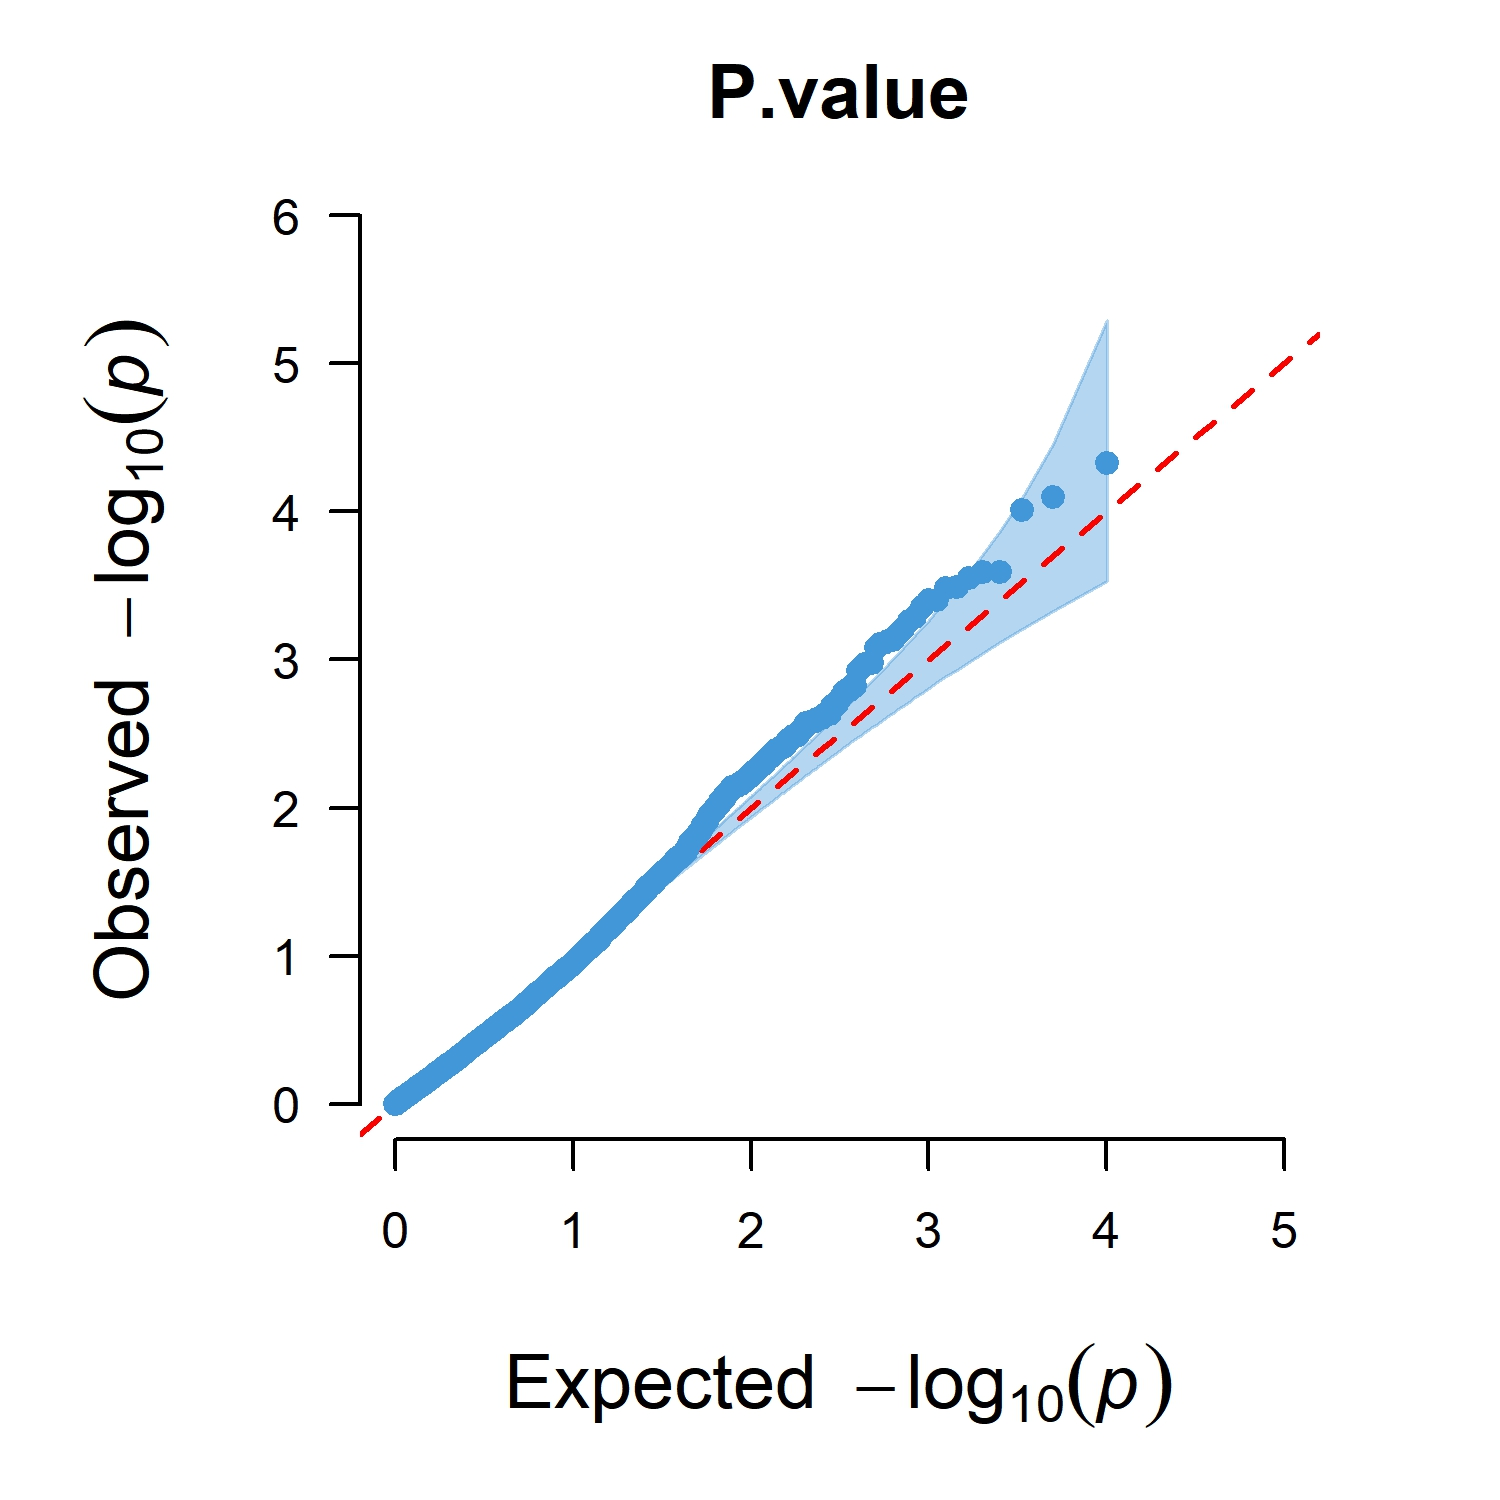 P.value
6
5
4
3
2
1
0
Observed −log₁₀(p)
0 1 2 3 4 5
Expected −log₁₀(p)